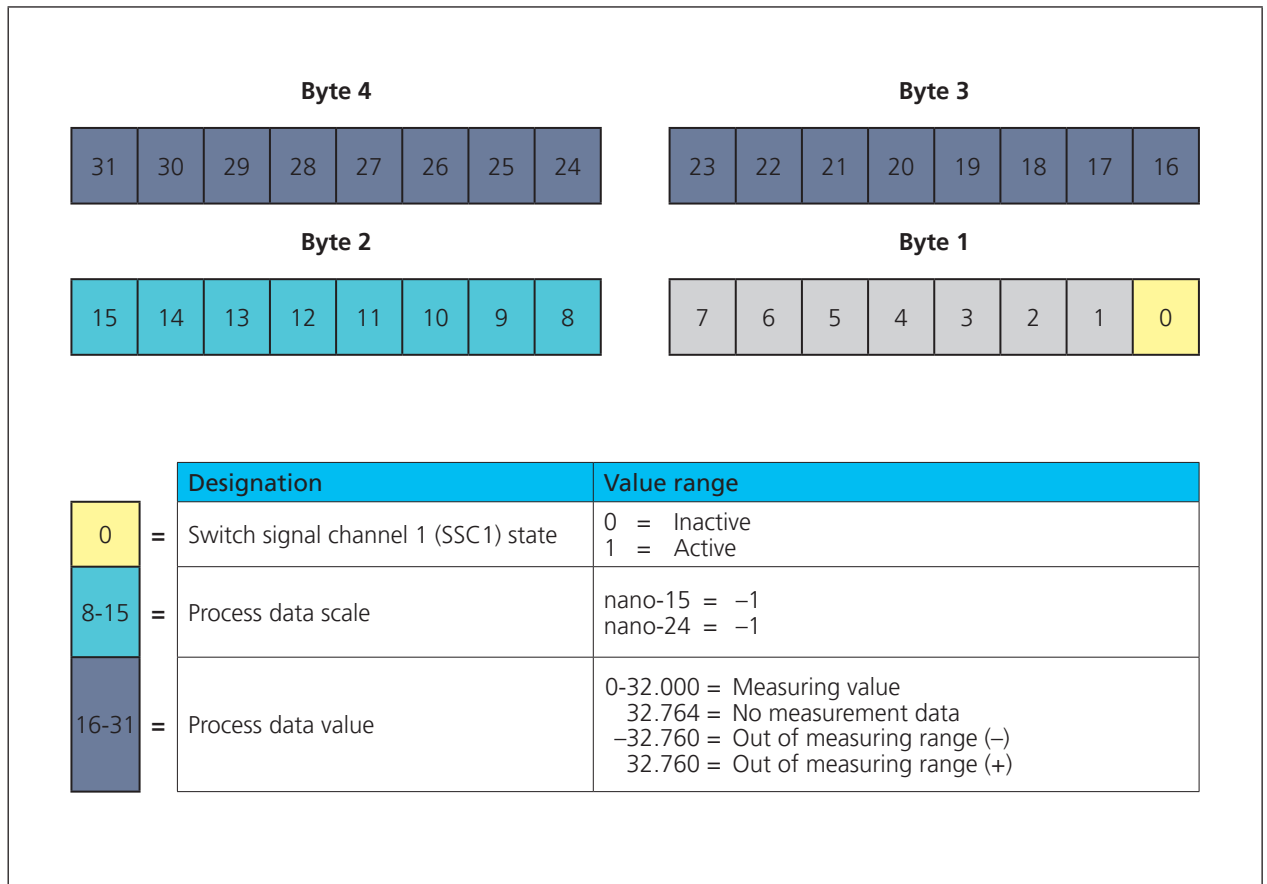 Byte 4
Byte 3
31 30 29 28 27 26 25 24
23 22 21 20 19 18 17 16
Byte 2
Byte 1
15 14 13 12 11 10 9 8
7 6 5 4 3 2 1 0
Designation
Value range
0 = Switch signal channel 1 (SSC1) state
0 = Inactive
1 = Active
8-15 = Process data scale
nano-15 = –1
nano-24 = –1
16-31 = Process data value
0-32.000 = Measuring value
32.764 = No measurement data
–32.760 = Out of measuring range (–)
32.760 = Out of measuring range (+)